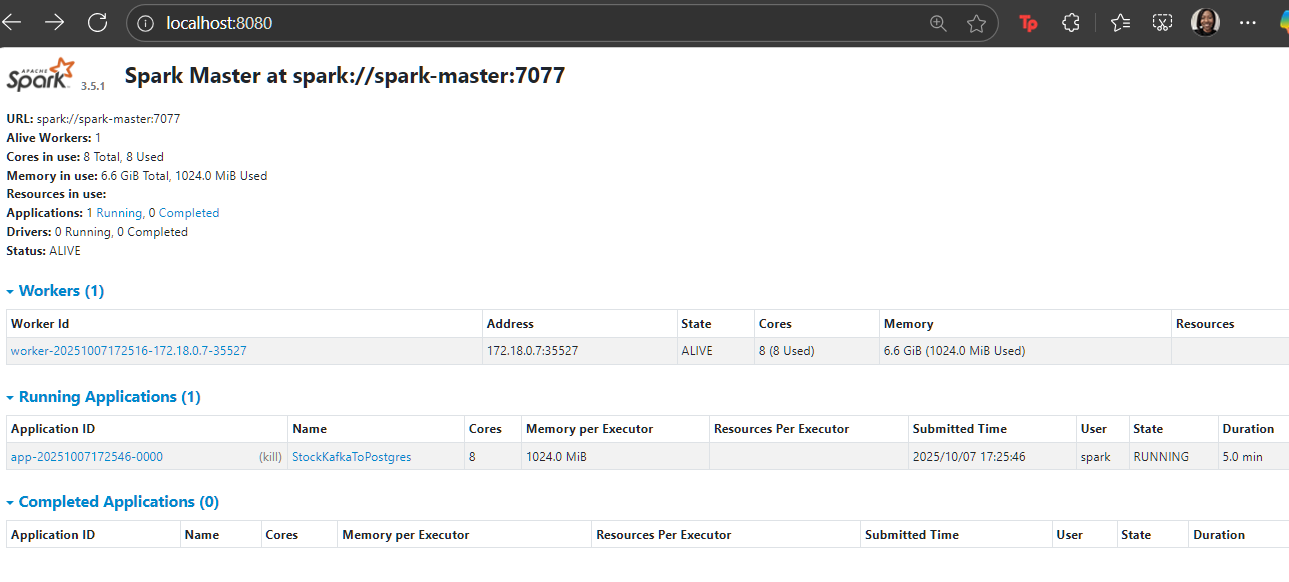 localhost:8080
Tp
APACHE
Spark 3.5.1 Spark Master at spark://spark-master:7077
URL: spark://spark-master:7077
Alive Workers: 1
Cores in use: 8 Total, 8 Used
Memory in use: 6.6 GiB Total, 1024.0 MiB Used
Resources in use:
Applications: 1 Running, 0 Completed
Drivers: 0 Running, 0 Completed
Status: ALIVE
Workers (1)
Worker Id Address State Cores Memory Resources
worker-20251007172516-172.18.0.7-35527 172.18.0.7:35527 ALIVE 8 (8 Used) 6.6 GiB (1024.0 MiB Used)
Running Applications (1)
Application ID Name Cores Memory per Executor Resources Per Executor Submitted Time User State Duration
app-20251007172546-0000 (kill) StockKafkaToPostgres 8 1024.0 MiB 2025/10/07 17:25:46 spark RUNNING 5.0 min
Completed Applications (0)
Application ID Name Cores Memory per Executor Resources Per Executor Submitted Time User State Duration